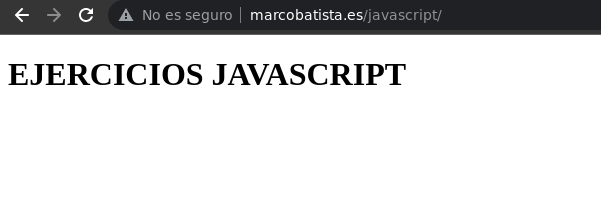 No es seguro | marcobatista.es/javascript/
EJERCICIOS JAVASCRIPT